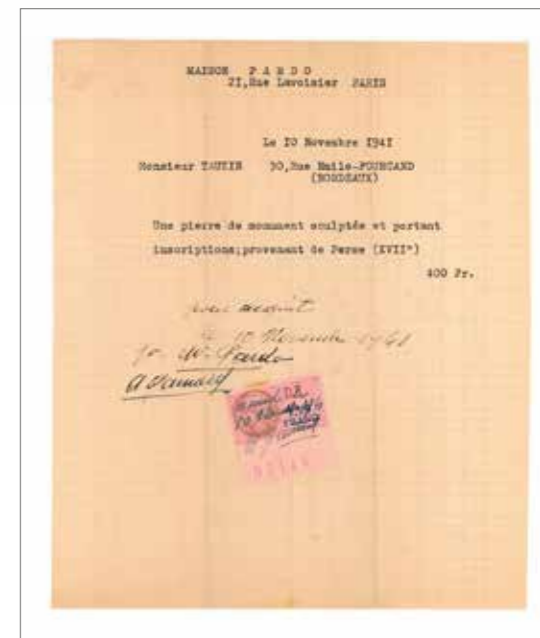 MAISON PARDO
21, Rue Lavoisier PARIS
Le 10 Novembre 1941
Monsieur TAUZIN 30, Rue Emile-FOURCAND
(BORDEAUX)
Une pierre de monument sculptée et portant
inscriptions; provenant de Perse (XVII°)
400 Fr.
pour acquit
le 10 Novembre 1941
Pardo